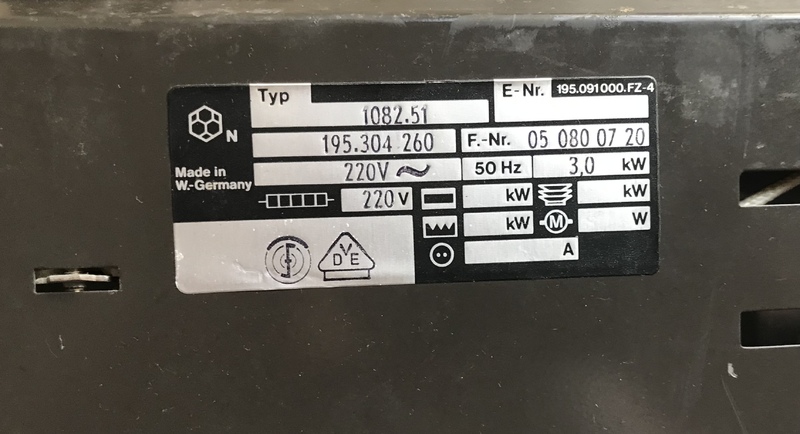 Typ
E-Nr. 195.091000.FZ-4
1082.51
N
195.304 260
F.-Nr. 05 080 07 20
Made in
W.-Germany
220V 50 Hz 3,0 kW
220 V kW kW
kW M W
A
D V E